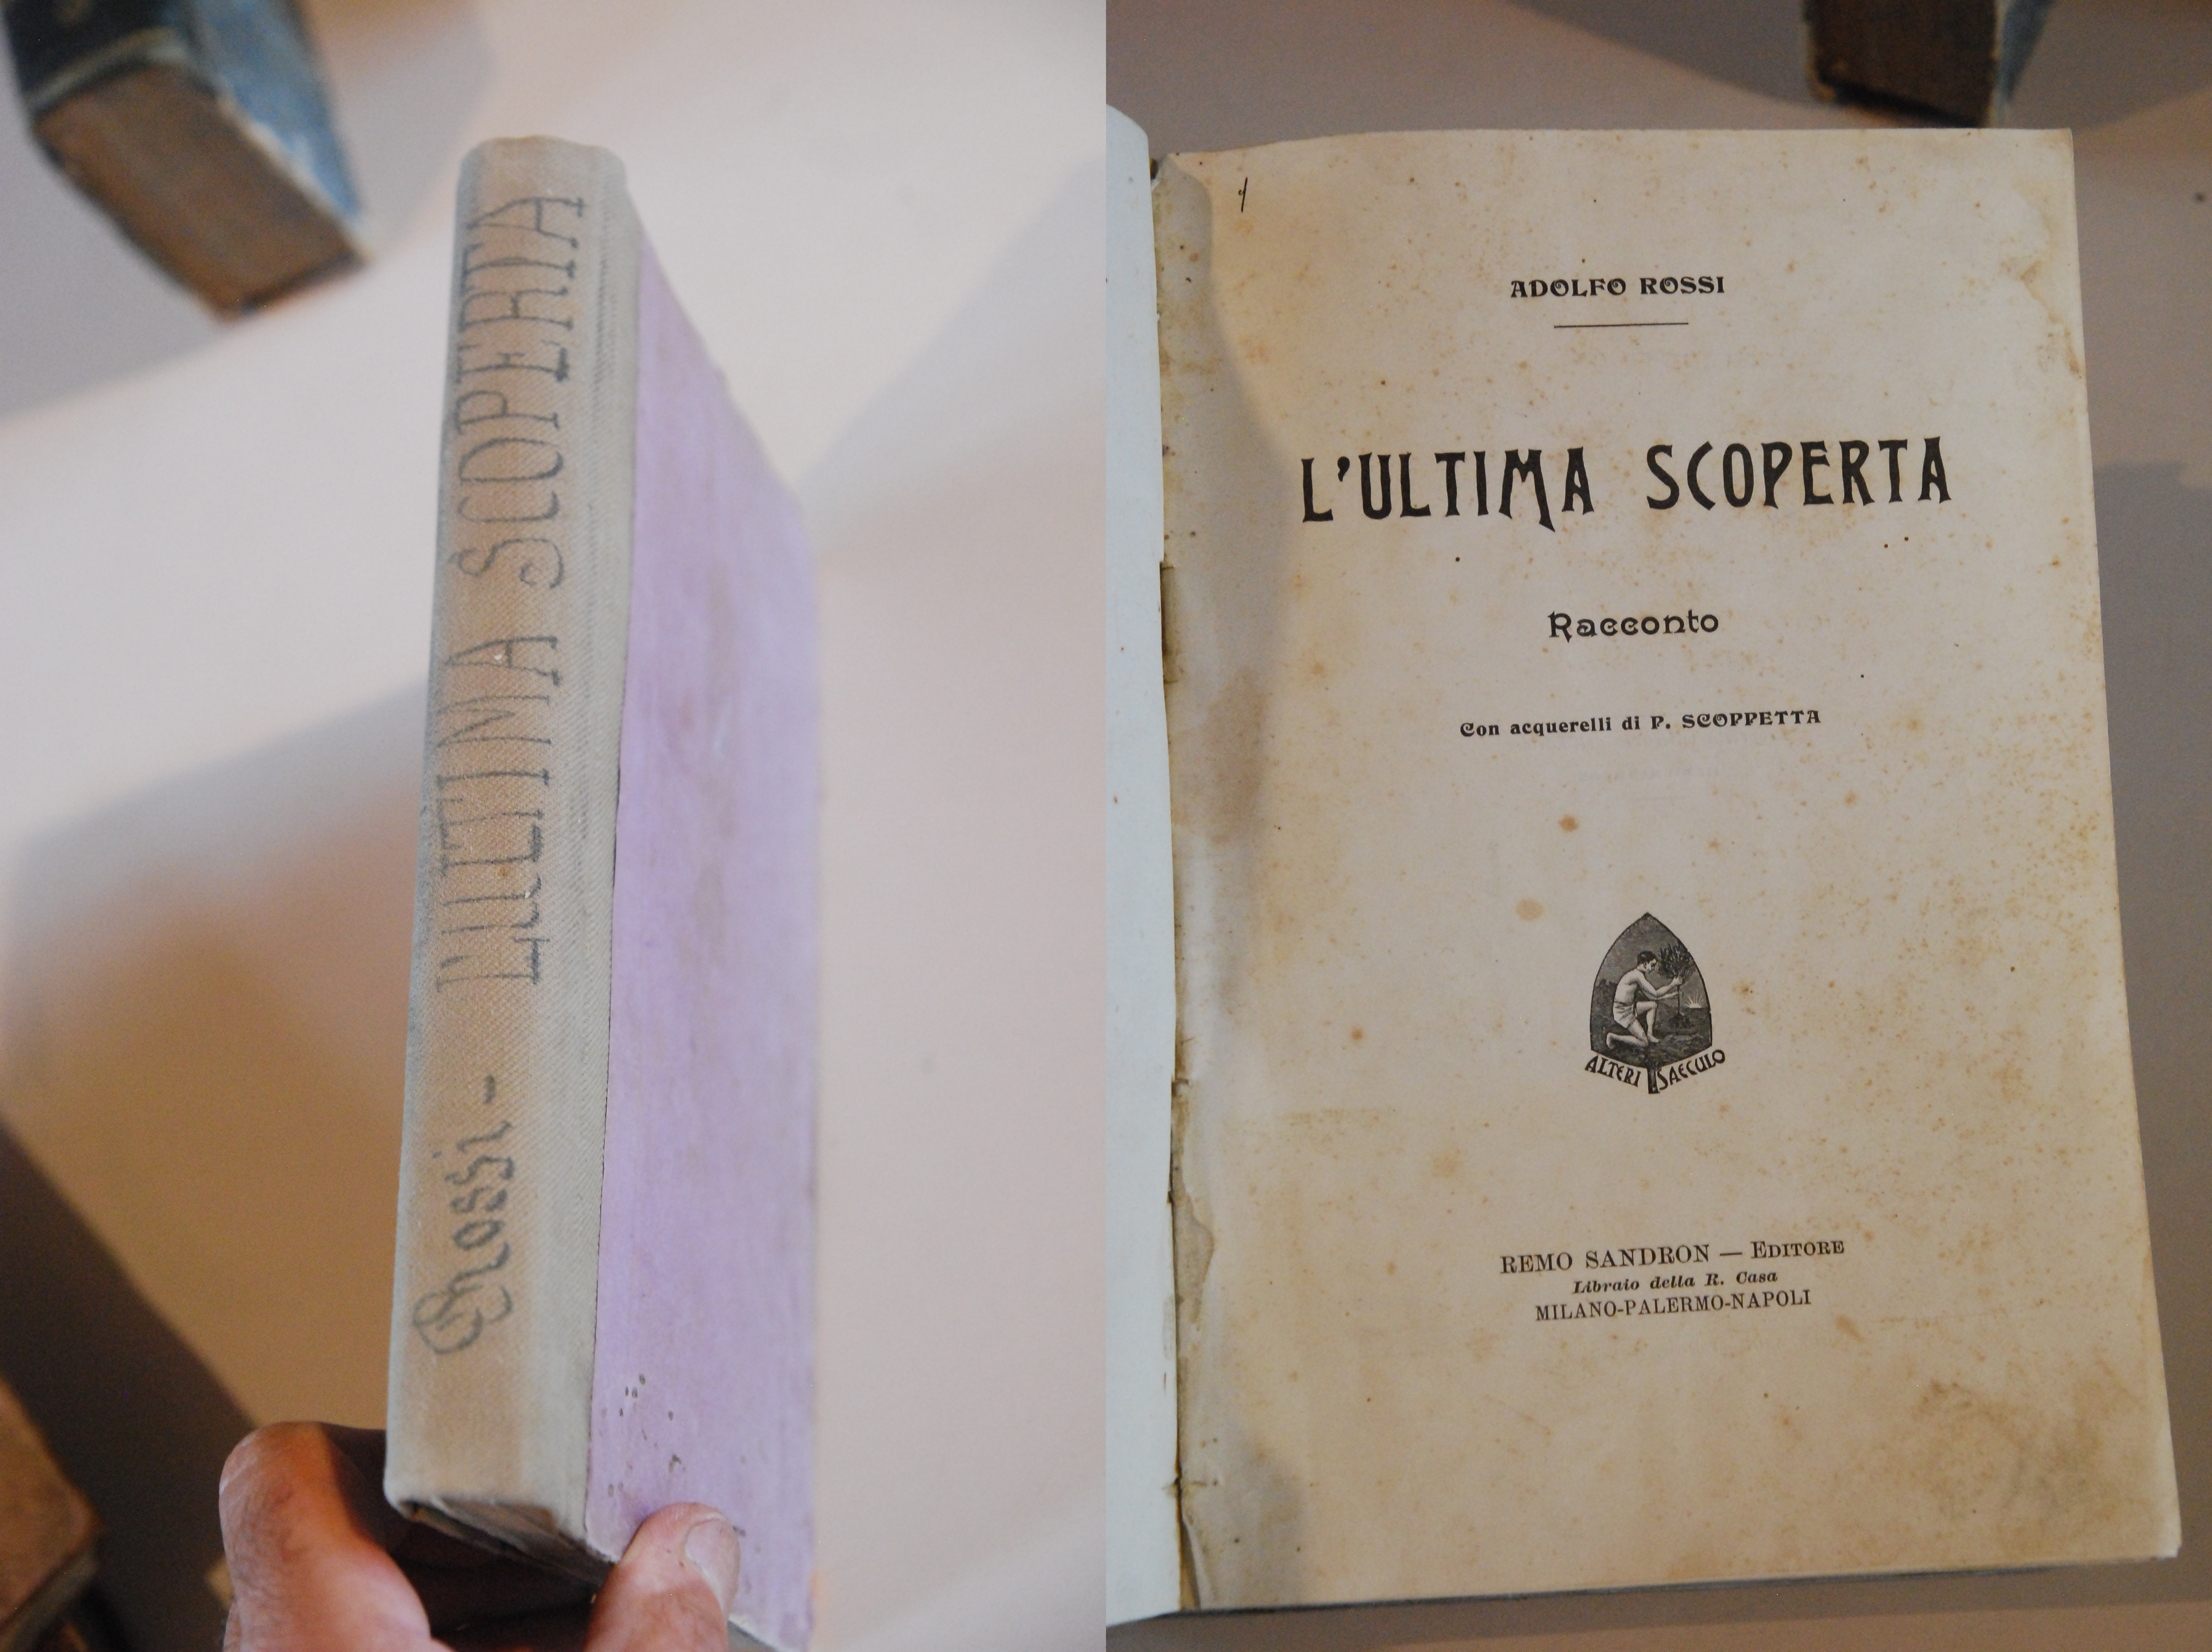 Rossi - L'ULTIMA SCOPERTA
ADOLFO ROSSI
L'ULTIMA SCOPERTA
Racconto
Con acquerelli di P. SCOPPETTA
ALTERI SAECULO
REMO SANDRON — EDITORE
Libraio della R. Casa
MILANO-PALERMO-NAPOLI